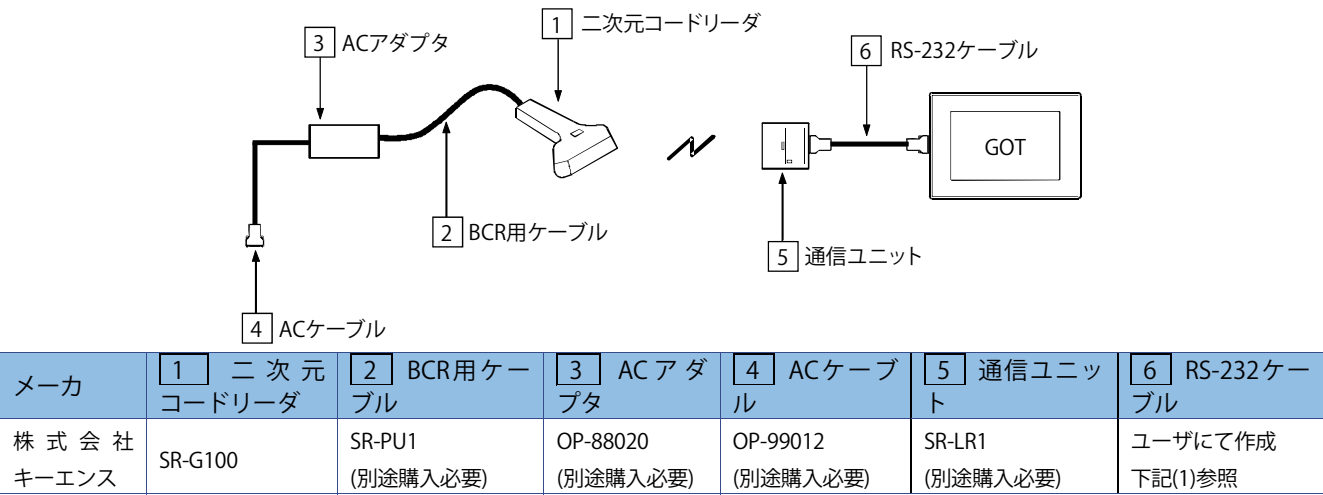 1 二次元コードリーダ
3 ACアダプタ
6 RS-232ケーブル
GOT
2 BCR用ケーブル
5 通信ユニット
4 ACケーブル
メーカ
1 二次元
コードリーダ
2 BCR用ケー
ブル
3 ACアダ
プタ
4 ACケーブ
ル
5 通信ユニッ
ト
6 RS-232ケー
ブル
株式会社
キーエンス
SR-G100
SR-PU1
(別途購入必要)
OP-88020
(別途購入必要)
OP-99012
(別途購入必要)
SR-LR1
(別途購入必要)
ユーザにて作成
下記(1)参照